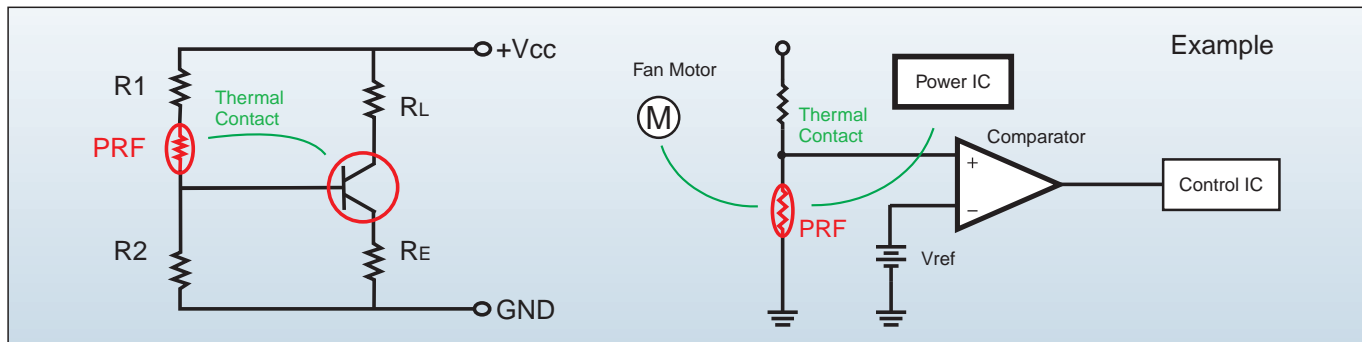 +Vcc
R1
RL
Thermal
Contact
PRF
R2
RE
GND
Example
Fan Motor
M
Power IC
Thermal
Contact
Comparator
+
−
Control IC
PRF
Vref